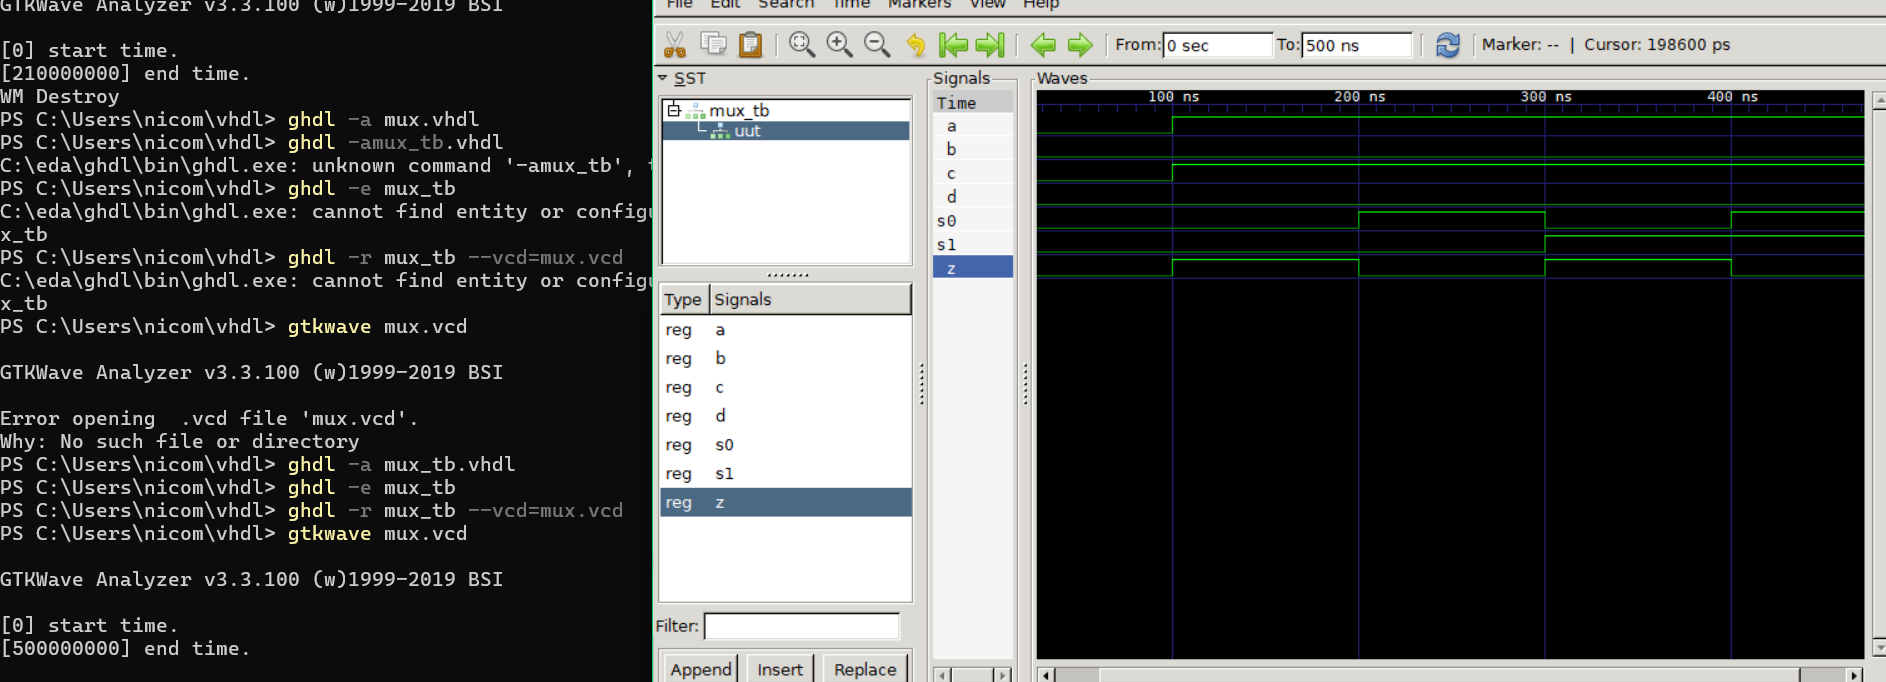 GTKWave Analyzer v3.3.100 (w)1999-2019 BSI
[0] start time.
[210000000] end time.
WM Destroy
PS C:\Users\nicom\vhdl> ghdl -a mux.vhdl
PS C:\Users\nicom\vhdl> ghdl -amux_tb.vhdl
C:\eda\ghdl\bin\ghdl.exe: unknown command '-amux_tb',
PS C:\Users\nicom\vhdl> ghdl -e mux_tb
C:\eda\ghdl\bin\ghdl.exe: cannot find entity or configu
x_tb
PS C:\Users\nicom\vhdl> ghdl -r mux_tb --vcd=mux.vcd
C:\eda\ghdl\bin\ghdl.exe: cannot find entity or configu
x_tb
PS C:\Users\nicom\vhdl> gtkwave mux.vcd
GTKWave Analyzer v3.3.100 (w)1999-2019 BSI
Error opening  .vcd file 'mux.vcd'.
Why: No such file or directory
PS C:\Users\nicom\vhdl> ghdl -a mux_tb.vhdl
PS C:\Users\nicom\vhdl> ghdl -e mux_tb
PS C:\Users\nicom\vhdl> ghdl -r mux_tb --vcd=mux.vcd
PS C:\Users\nicom\vhdl> gtkwave mux.vcd
GTKWave Analyzer v3.3.100 (w)1999-2019 BSI
[0] start time.
[500000000] end time.
File Edit Search Time Markers View Help
From: 0 sec To: 500 ns Marker: -- | Cursor: 198600 ps
SST
mux_tb
uut
Type Signals
reg a
reg b
reg c
reg d
reg s0
reg s1
reg z
Filter:
Append Insert Replace
Signals
Time
a
b
c
d
s0
s1
z
Waves
100 ns 200 ns 300 ns 400 ns